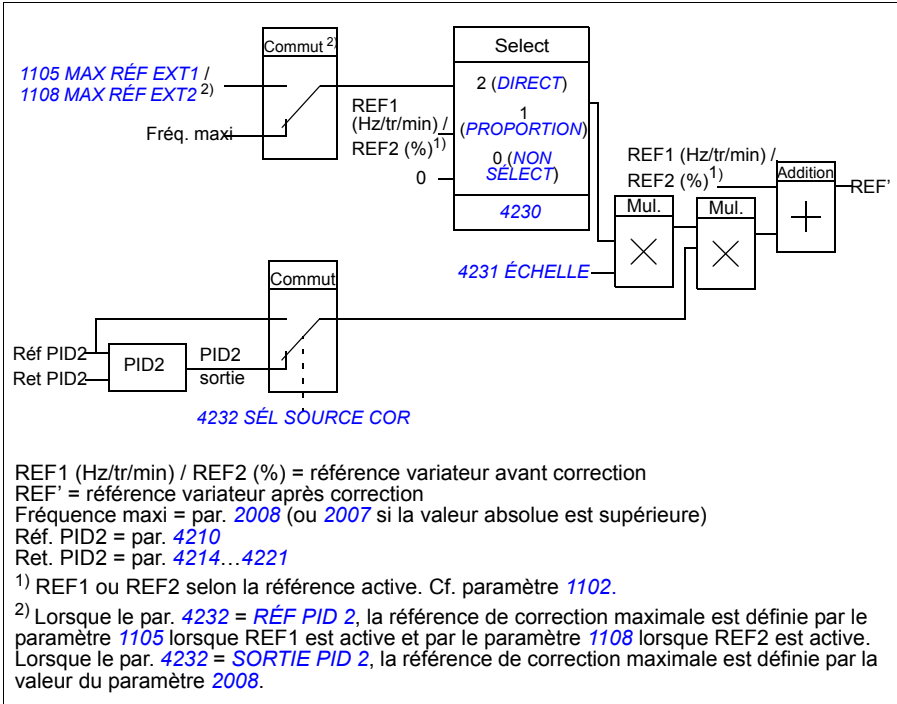 Commut 2)
Select
1105 MAX RÉF EXT1 /
1108 MAX RÉF EXT2 2)
Fréq. maxi
REF1
(Hz/tr/min) /
REF2 (%)1)
0
2 (DIRECT)
1
(PROPORTION)
0 (NON
SÉLECT)
4230
REF1 (Hz/tr/min) /
REF2 (%)1)
Addition
REF’
Mul.
Mul.
4231 ÉCHELLE
Commut
Réf PID2
Ret PID2
PID2
PID2
sortie
4232 SÉL SOURCE COR
REF1 (Hz/tr/min) / REF2 (%) = référence variateur avant correction
REF’ = référence variateur après correction
Fréquence maxi = par. 2008 (ou 2007 si la valeur absolue est supérieure)
Réf. PID2 = par. 4210
Ret. PID2 = par. 4214…4221
1) REF1 ou REF2 selon la référence active. Cf. paramètre 1102.
2) Lorsque le par. 4232 = RÉF PID 2, la référence de correction maximale est définie par le
paramètre 1105 lorsque REF1 est active et par le paramètre 1108 lorsque REF2 est active.
Lorsque le par. 4232 = SORTIE PID 2, la référence de correction maximale est définie par la
valeur du paramètre 2008.